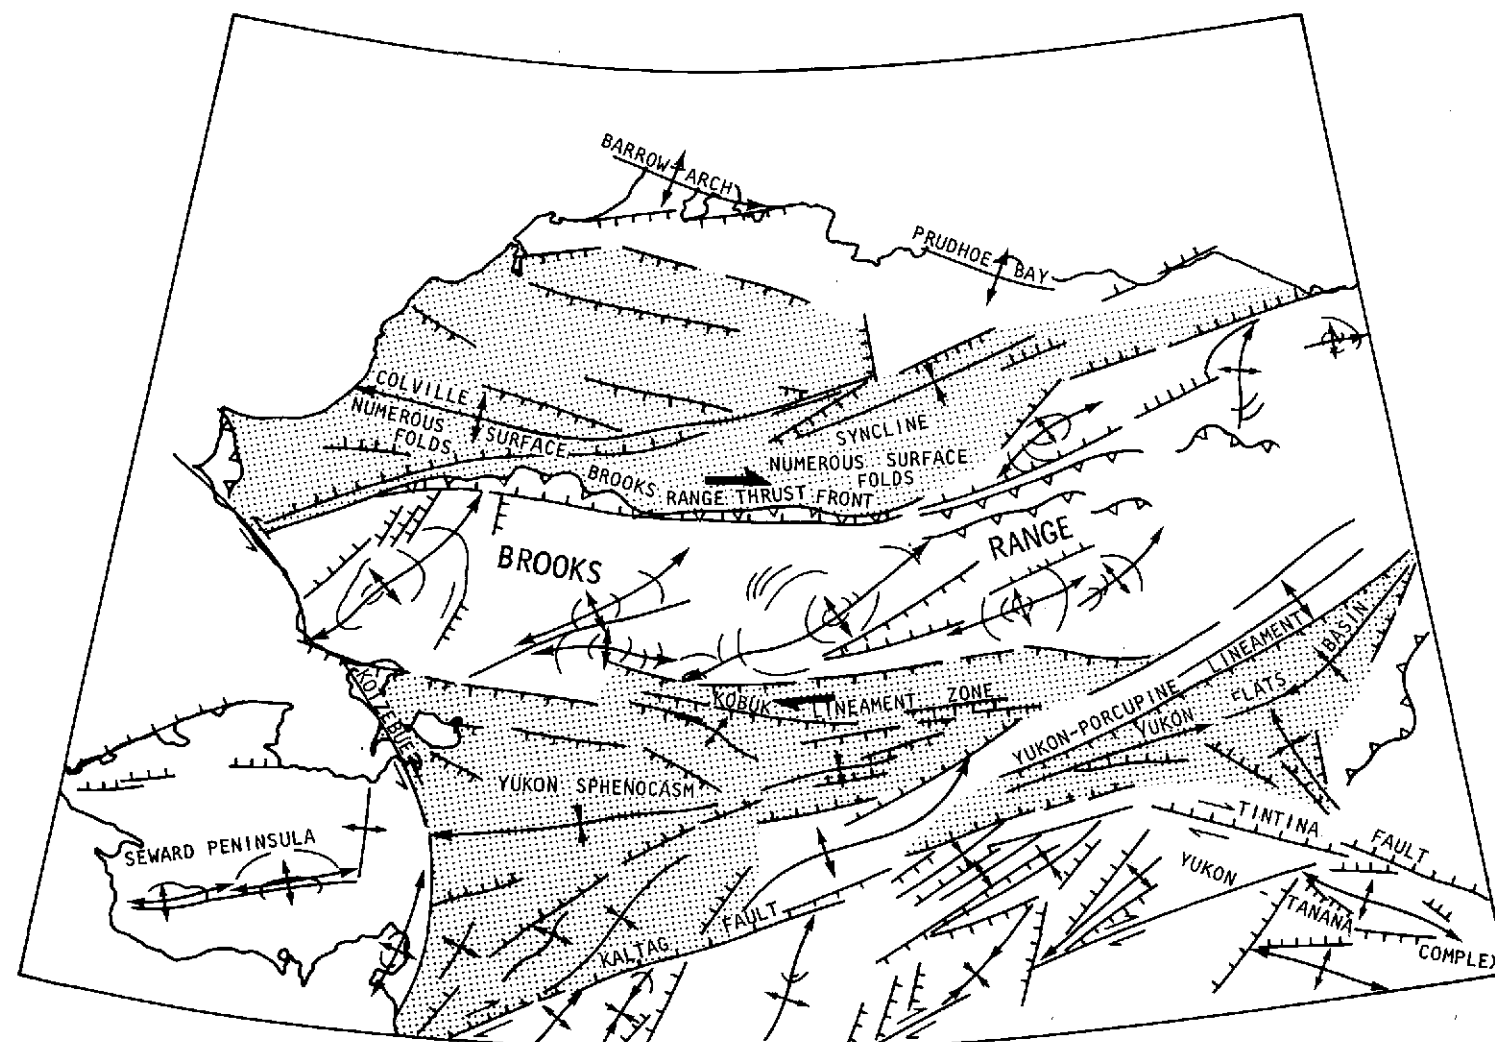 BARROW ARCH
PRUDHOE BAY
COLVILLE
NUMEROUS
FOLDS
SURFACE
SYNCLINE
NUMEROUS SURFACE
FOLDS
BROOKS RANGE THRUST FRONT
BROOKS
RANGE
KOTZEBUE
KOBUK LINEAMENT ZONE
YUKON-PORCUPINE LINEAMENT
YUKON FLATS BASIN
YUKON SPHENOCASM
SEWARD PENINSULA
TINTINA FAULT
KALTAG FAULT
YUKON
TANANA
COMPLEX